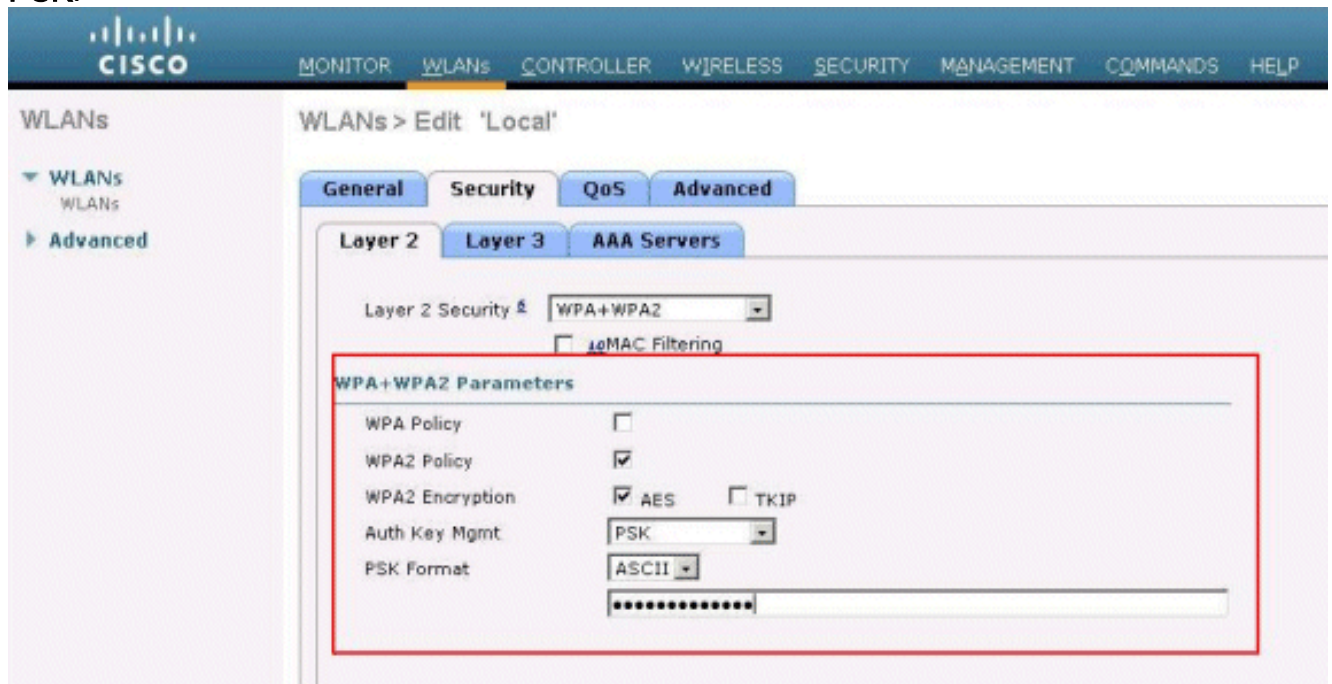 CISCO
MONITOR WLANs CONTROLLER WIRELESS SECURITY MANAGEMENT COMMANDS HELP
WLANs
WLANs > Edit 'Local'
WLANs
WLANs
Advanced
General Security QoS Advanced
Layer 2 Layer 3 AAA Servers
Layer 2 Security 6 WPA+WPA2
10 MAC Filtering
WPA+WPA2 Parameters
WPA Policy
WPA2 Policy
WPA2 Encryption AES TKIP
Auth Key Mgmt PSK
PSK Format ASCII
•••••••••••••